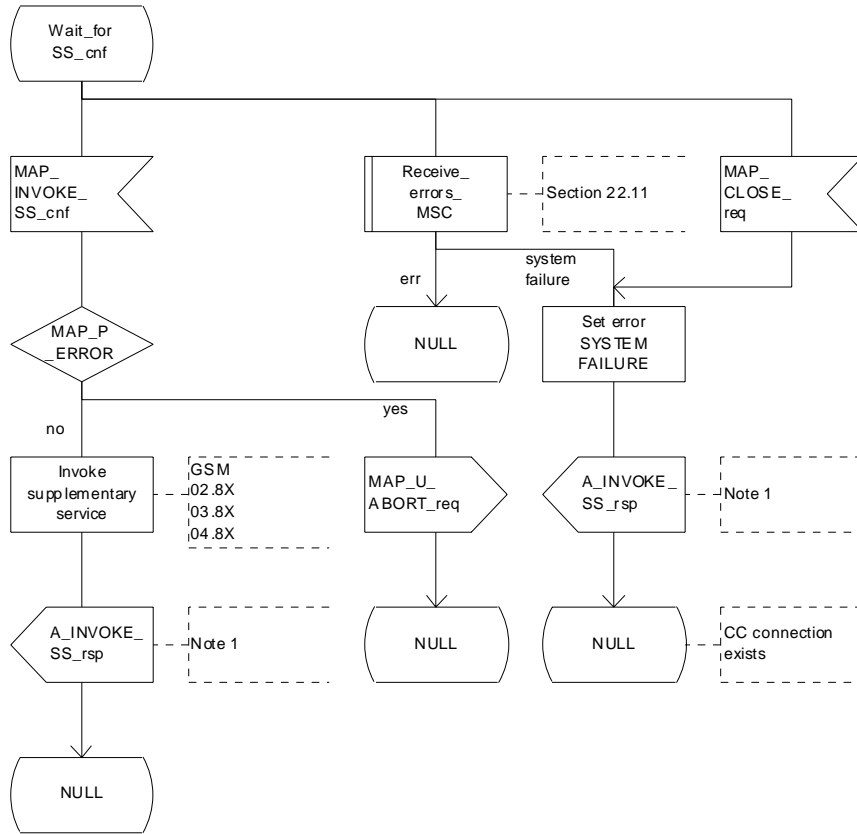 Wait_for
SS_cnf
MAP_
INVOKE_
SS_cnf
Receive_
errors_
MSC
Section 22.11
MAP_
CLOSE_
req
system
failure
err
MAP_P
_ERROR
NULL
Set error
SYSTEM
FAILURE
yes
no
Invoke
supplementary
service
GSM
02.8X
03.8X
04.8X
MAP_U_
ABORT_req
A_INVOKE_
SS_rsp
Note 1
A_INVOKE_
SS_rsp
Note 1
NULL
NULL
CC connection
exists
NULL